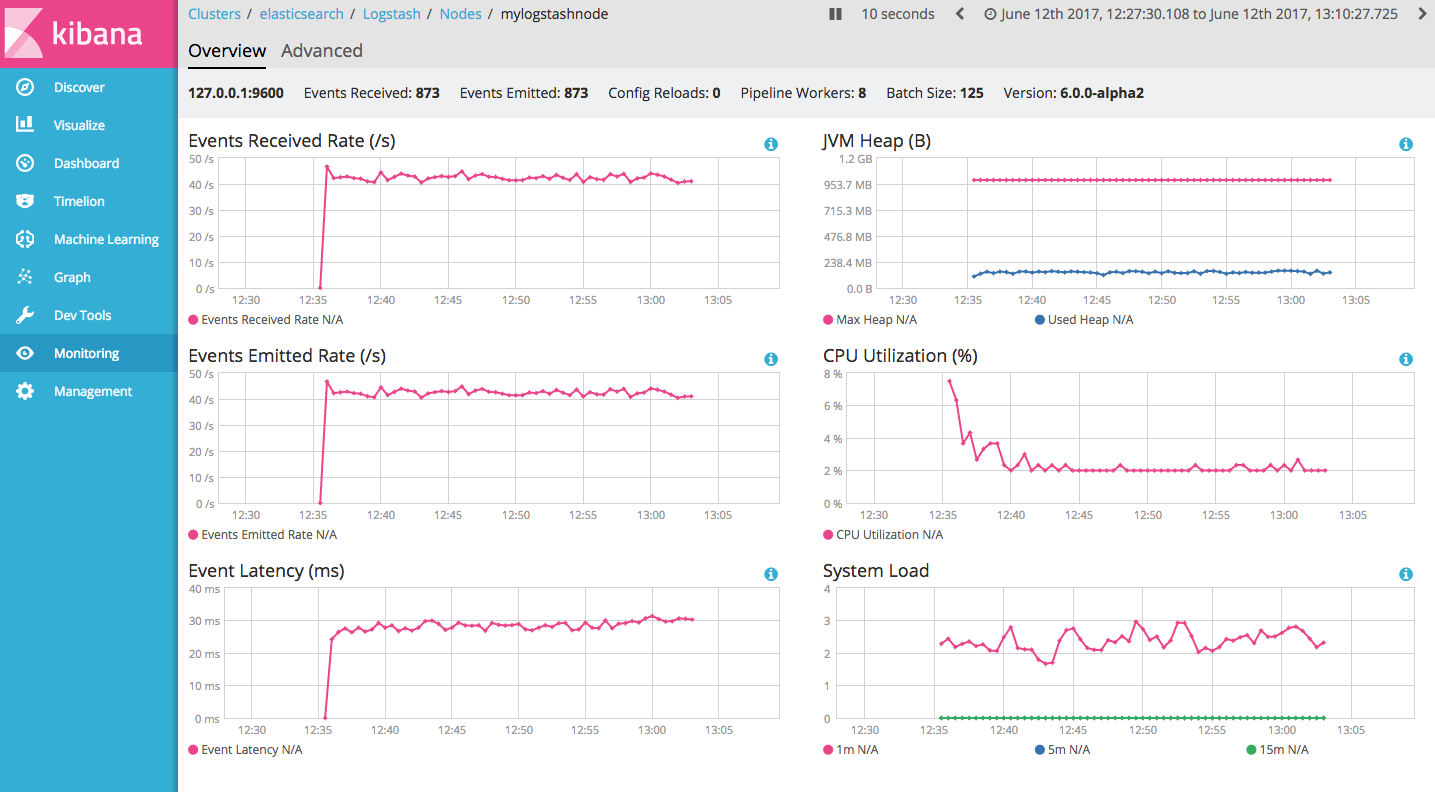 kibana
Discover
Visualize
Dashboard
Timelion
Machine Learning
Graph
Dev Tools
Monitoring
Management
Clusters / elasticsearch / Logstash / Nodes / mylogstashnode
10 seconds
June 12th 2017, 12:27:30.108 to June 12th 2017, 13:10:27.725
Overview Advanced
127.0.0.1:9600 Events Received: 873 Events Emitted: 873 Config Reloads: 0 Pipeline Workers: 8 Batch Size: 125 Version: 6.0.0-alpha2
Events Received Rate (/s)
50 /s
40 /s
30 /s
20 /s
10 /s
0 /s
12:30 12:35 12:40 12:45 12:50 12:55 13:00 13:05
Events Received Rate N/A
JVM Heap (B)
1.2 GB
953.7 MB
715.3 MB
476.8 MB
238.4 MB
0.0 B
12:30 12:35 12:40 12:45 12:50 12:55 13:00 13:05
Max Heap N/A Used Heap N/A
Events Emitted Rate (/s)
50 /s
40 /s
30 /s
20 /s
10 /s
0 /s
12:30 12:35 12:40 12:45 12:50 12:55 13:00 13:05
Events Emitted Rate N/A
CPU Utilization (%)
8 %
6 %
4 %
2 %
0 %
12:30 12:35 12:40 12:45 12:50 12:55 13:00 13:05
CPU Utilization N/A
Event Latency (ms)
40 ms
30 ms
20 ms
10 ms
0 ms
12:30 12:35 12:40 12:45 12:50 12:55 13:00 13:05
Event Latency N/A
System Load
4
3
2
1
0
12:30 12:35 12:40 12:45 12:50 12:55 13:00 13:05
1m N/A 5m N/A 15m N/A